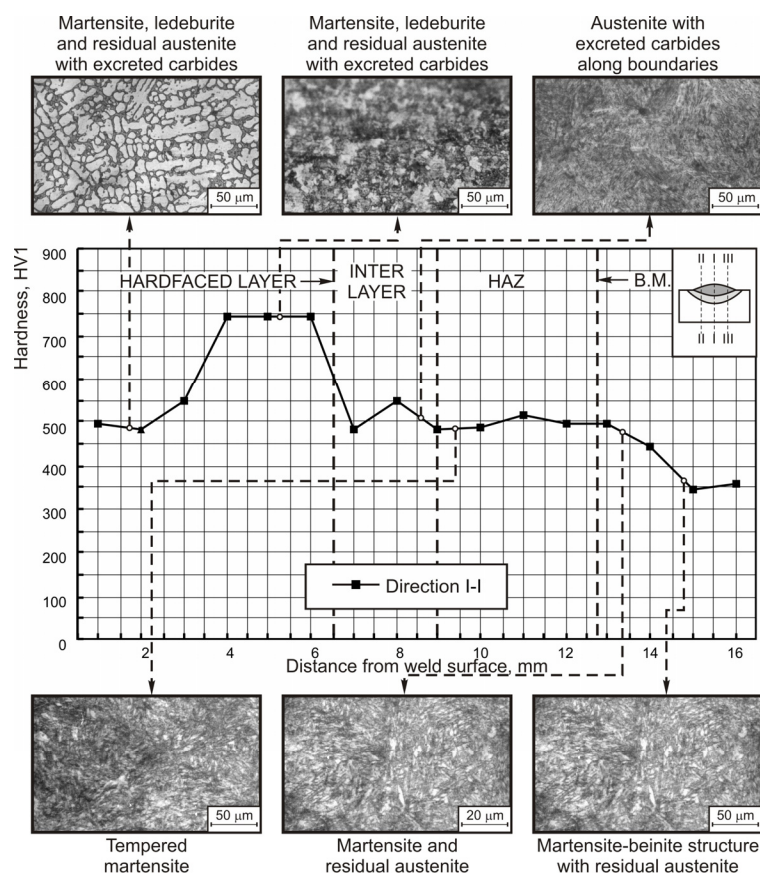 Martensite, ledeburite
and residual austenite
with excreted carbides
Martensite, ledeburite
and residual austenite
with excreted carbides
Austenite with
excreted carbides
along boundaries
50 μm
50 μm
50 μm
Hardness, HV1
900
800
700
600
500
400
300
200
100
0
HARDFACED LAYER
INTER
LAYER
HAZ
B.M.
II I III
II I III
Direction I-I
2 4 6 8 10 12 14 16
Distance from weld surface, mm
50 μm
20 μm
50 μm
Tempered
martensite
Martensite and
residual austenite
Martensite-beinite structure
with residual austenite